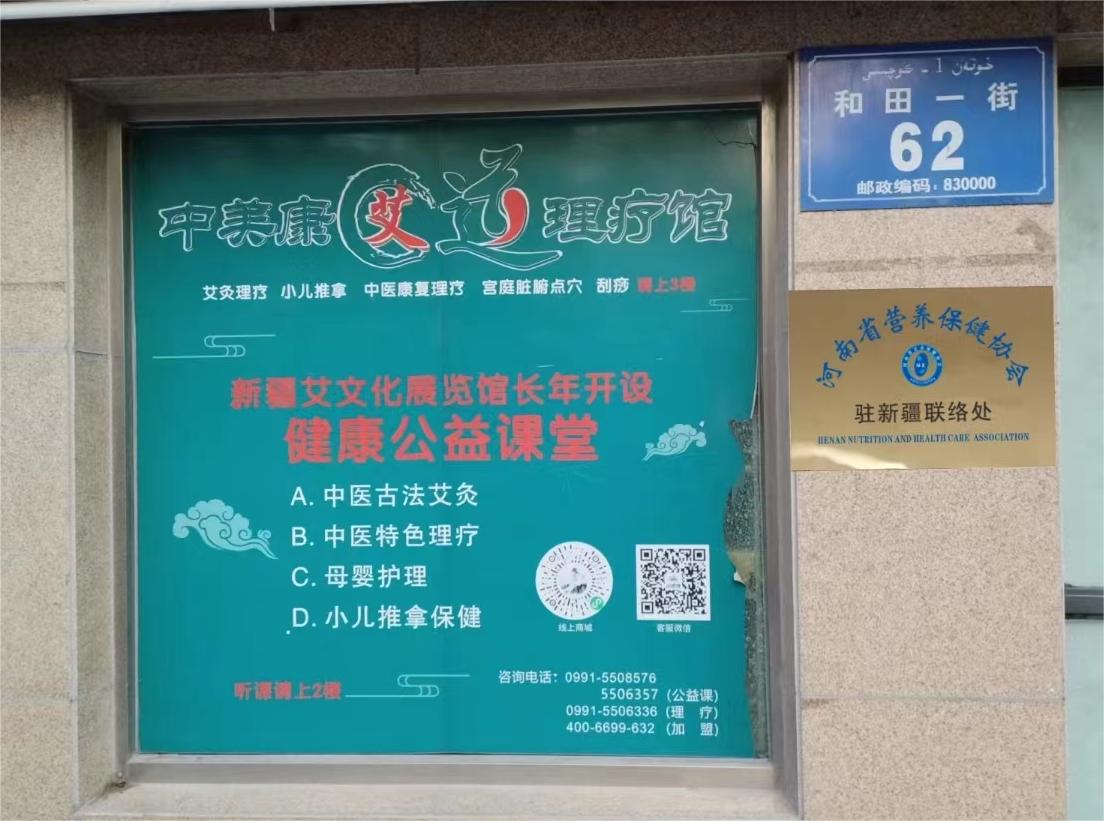 中美康艾道理疗馆
艾灸理疗 小儿推拿 中医康复理疗 宫庭脏腑点穴 刮痧 请上3楼
新疆艾文化展览馆长年开设
健康公益课堂
A. 中医古法艾灸
B. 中医特色理疗
C. 母婴护理
D. 小儿推拿保健
线上商城
客服微信
听课请上2楼
咨询电话：0991-5508576
5506357（公益课）
0991-5506336（理 疗）
400-6699-632（加 盟）
خوتەن 1 - كوچىسى
和田一街
62
邮政编码：830000
河南省营养保健协会
驻新疆联络处
HENAN NUTRITION AND HEALTH CARE ASSOCIATION